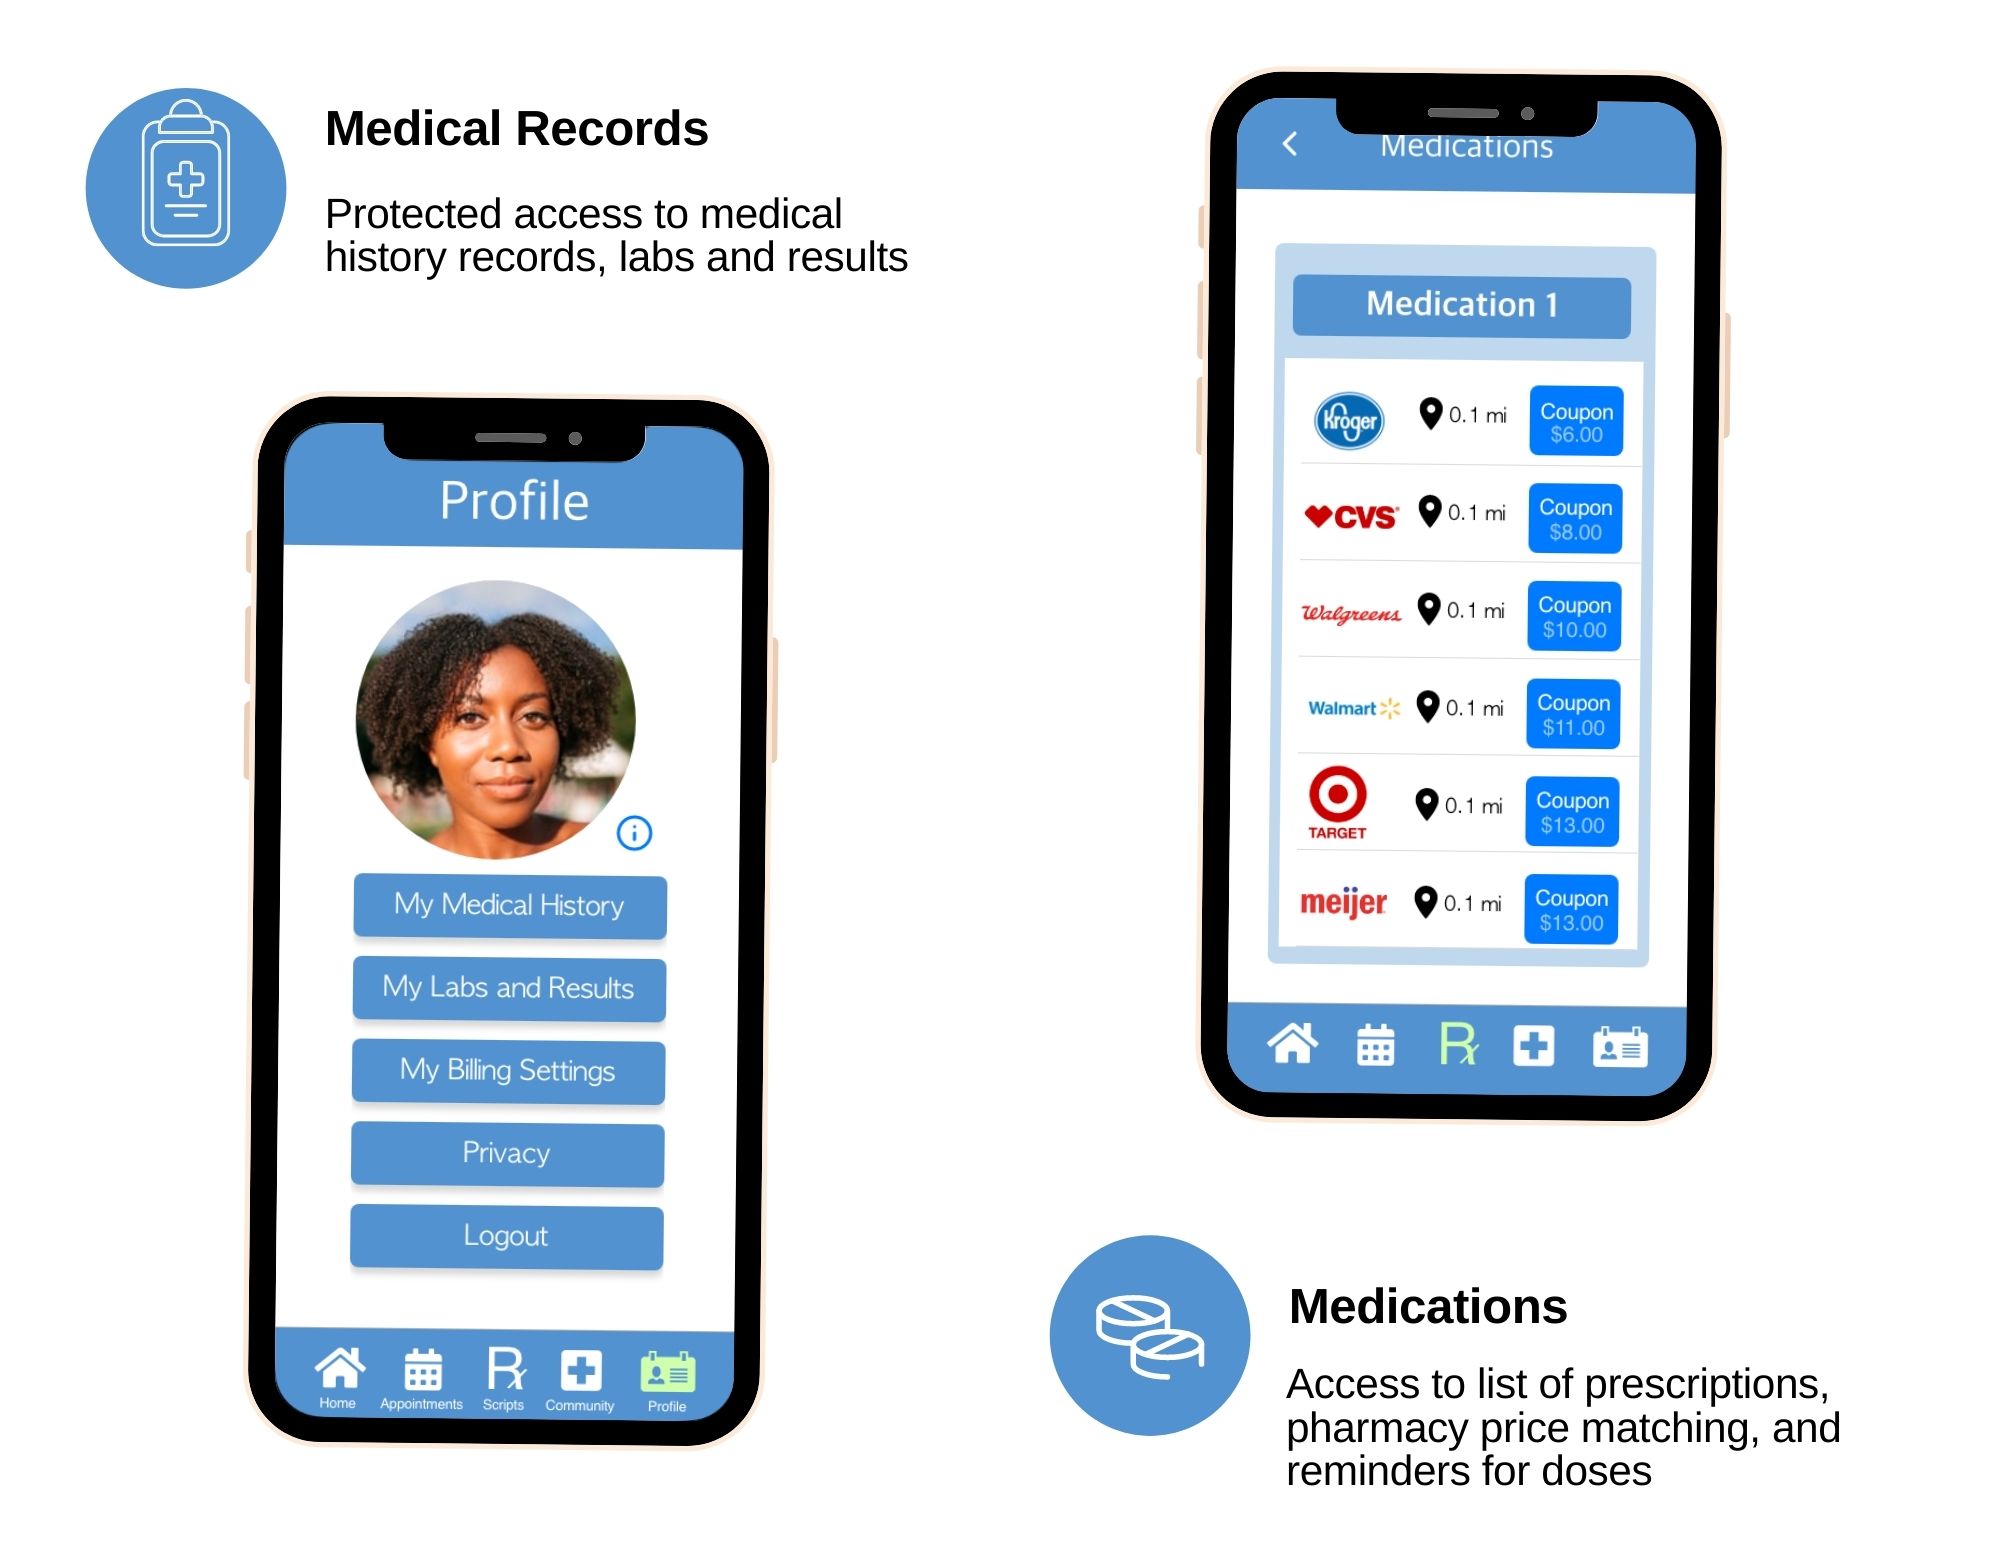 Medical Records
Protected access to medical
history records, labs and results
Profile
My Medical History
My Labs and Results
My Billing Settings
Privacy
Logout
Home
Appointments
Rx
Scripts
Community
Profile
Medications
Medication 1
Kroger
0.1 mi
Coupon
$6.00
CVS
0.1 mi
Coupon
$8.00
Walgreens
0.1 mi
Coupon
$10.00
Walmart
0.1 mi
Coupon
$11.00
TARGET
0.1 mi
Coupon
$13.00
meijer
0.1 mi
Coupon
$13.00
Rx
Medications
Access to list of prescriptions,
pharmacy price matching, and
reminders for doses